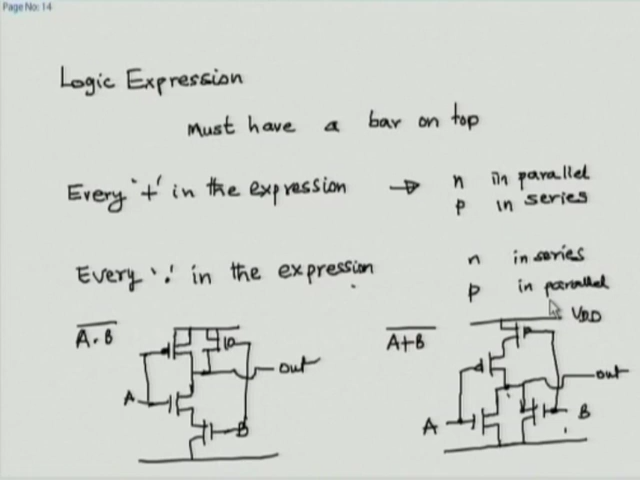 Page No: 14
Logic Expression
Must have a bar on top
Every '+' in the expression → n in parallel
p in series
Every '.' in the expression n in series
p in parallel
VDD
A.B A+B
out out
A B A B